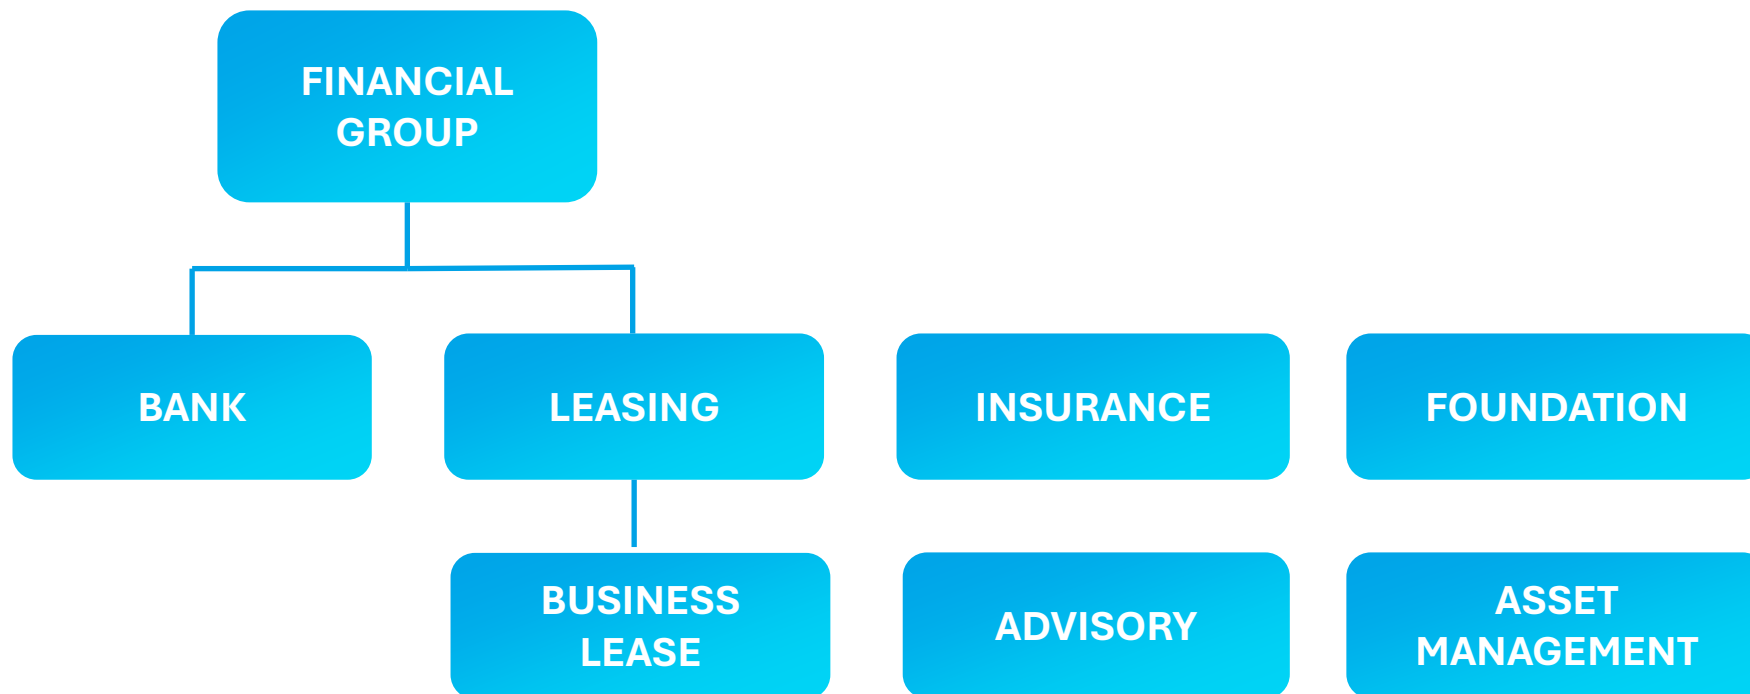 FINANCIAL
GROUP
BANK
LEASING
INSURANCE
FOUNDATION
BUSINESS
LEASE
ADVISORY
ASSET
MANAGEMENT